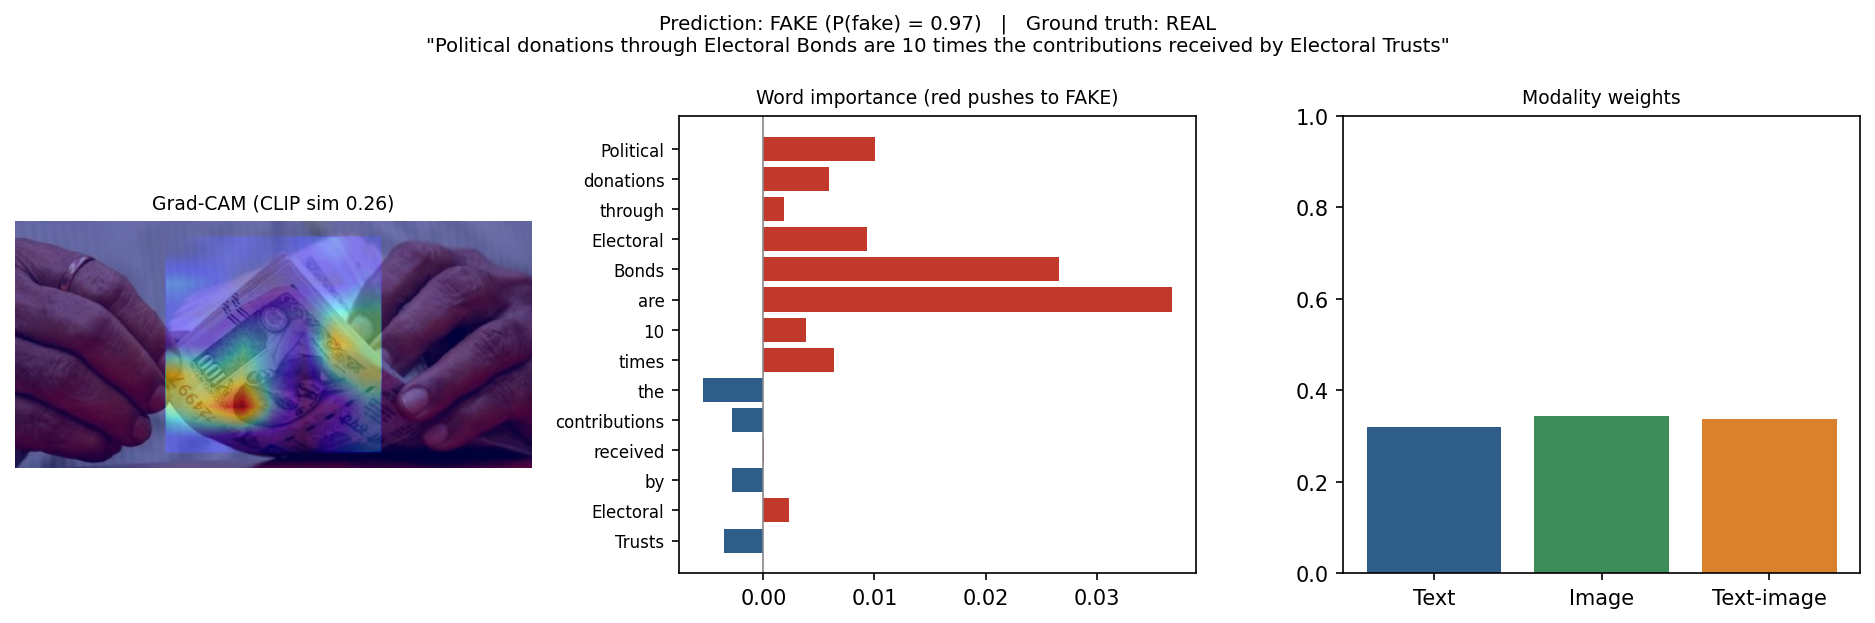 Prediction: FAKE (P(fake) = 0.97)   |   Ground truth: REAL
"Political donations through Electoral Bonds are 10 times the contributions received by Electoral Trusts"
Grad-CAM (CLIP sim 0.26)
Word importance (red pushes to FAKE)
Political
donations
through
Electoral
Bonds
are
10
times
the
contributions
received
by
Electoral
Trusts
0.00 0.01 0.02 0.03
Modality weights
1.0
0.8
0.6
0.4
0.2
0.0
Text Image Text-image